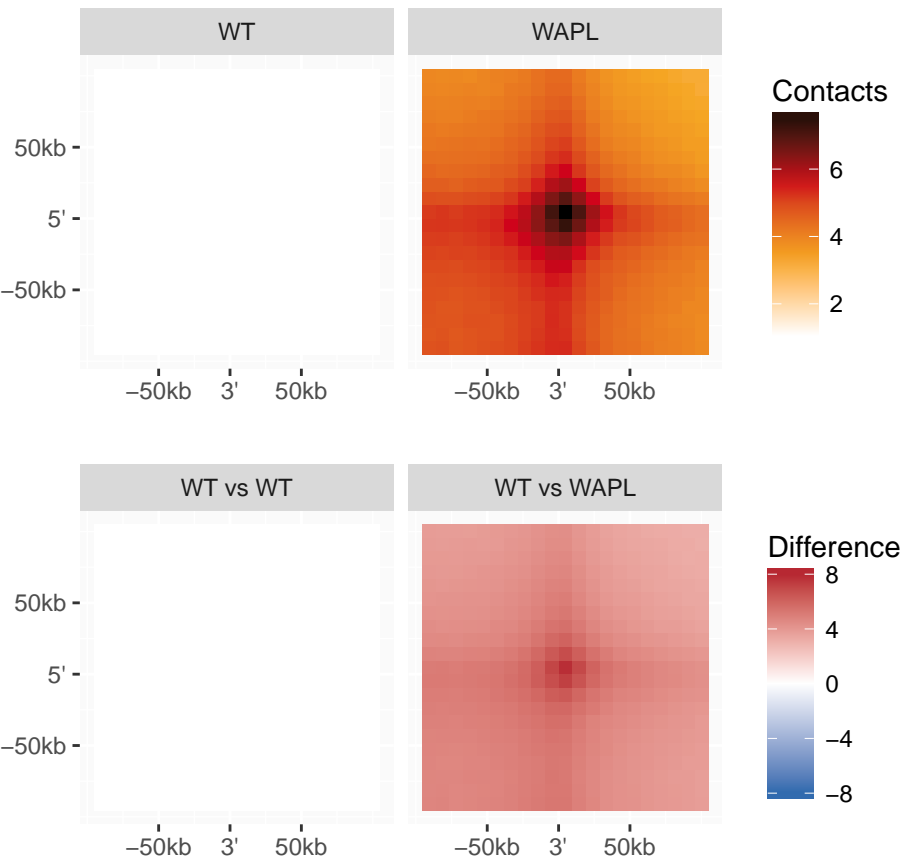 WT
WAPL
Contacts
6
4
2
50kb
5'
−50kb
−50kb 3' 50kb
−50kb 3' 50kb
WT vs WT
WT vs WAPL
Difference
8
4
0
−4
−8
50kb
5'
−50kb
−50kb 3' 50kb
−50kb 3' 50kb